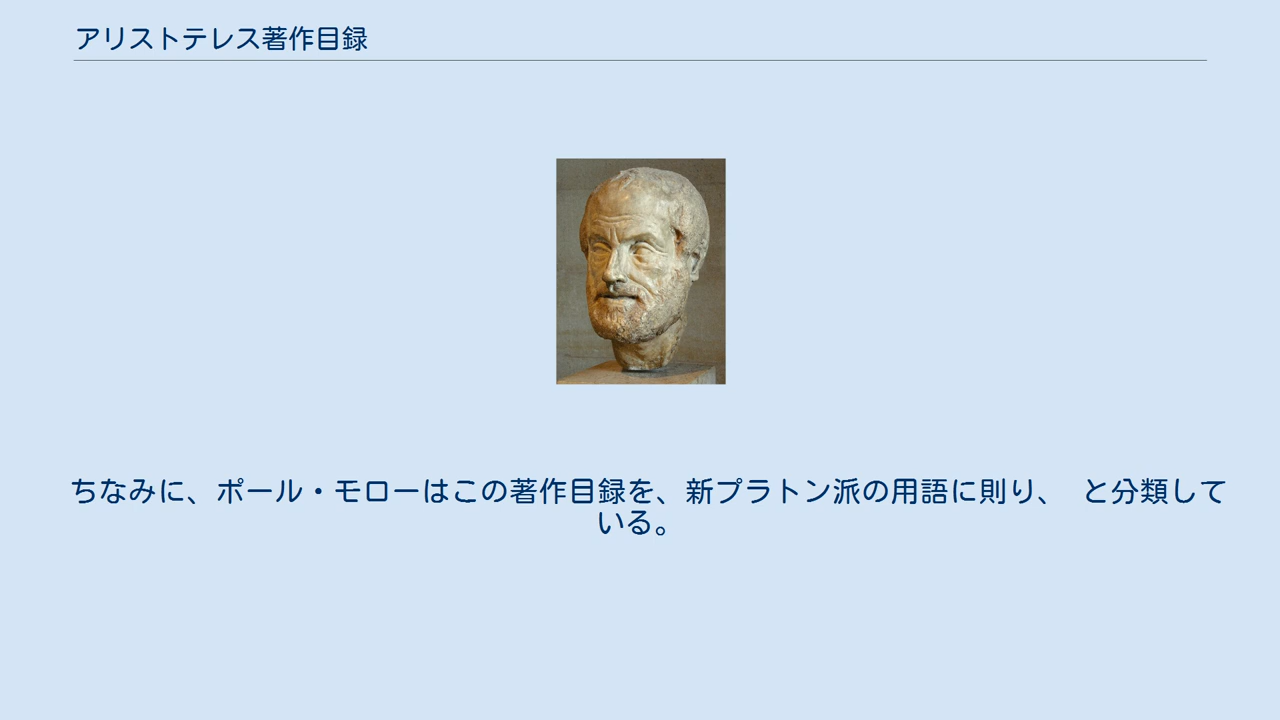 アリストテレス著作目録
ちなみに、ポール・モローはこの著作目録を、新プラトン派の用語に則り、 と分類して
いる。